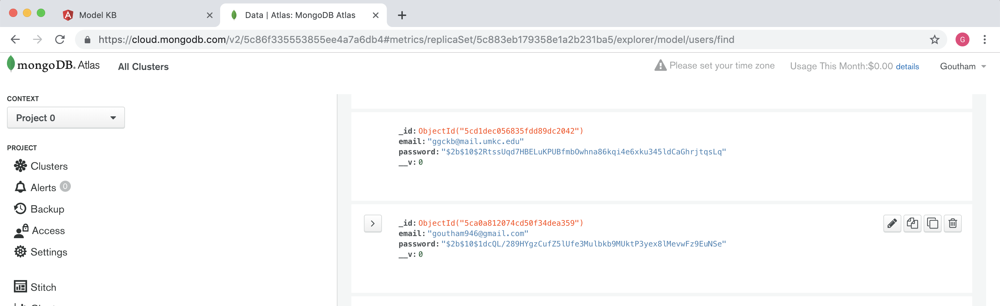 Model KB
Data | Atlas: MongoDB Atlas
https://cloud.mongodb.com/v2/5c86f335553855ee4a7a6db4#metrics/replicaSet/5c883eb179358e1a2b231ba5/explorer/model/users/find
G
mongoDB. Atlas
All Clusters
Please set your time zone
Usage This Month:$0.00 details
Goutham
CONTEXT
Project 0
PROJECT
Clusters
Alerts 0
Backup
Access
Settings
Stitch
_id: ObjectId("5cd1dec056835fdd89dc2042")
email: "ggckb@mail.umkc.edu"
password: "$2b$10$2RtssUqd7HBELuKPUBfmbOwhna86kqi4e6xku345ldCaGhrjtqsLq"
__v: 0
_id: ObjectId("5ca0a812074cd50f34dea359")
email: "goutham946@gmail.com"
password: "$2b$10$1dcQL/289HYgzCufZ5lUfe3Mulbkb9MUktP3yex8lMevwFz9EuNSe"
__v: 0